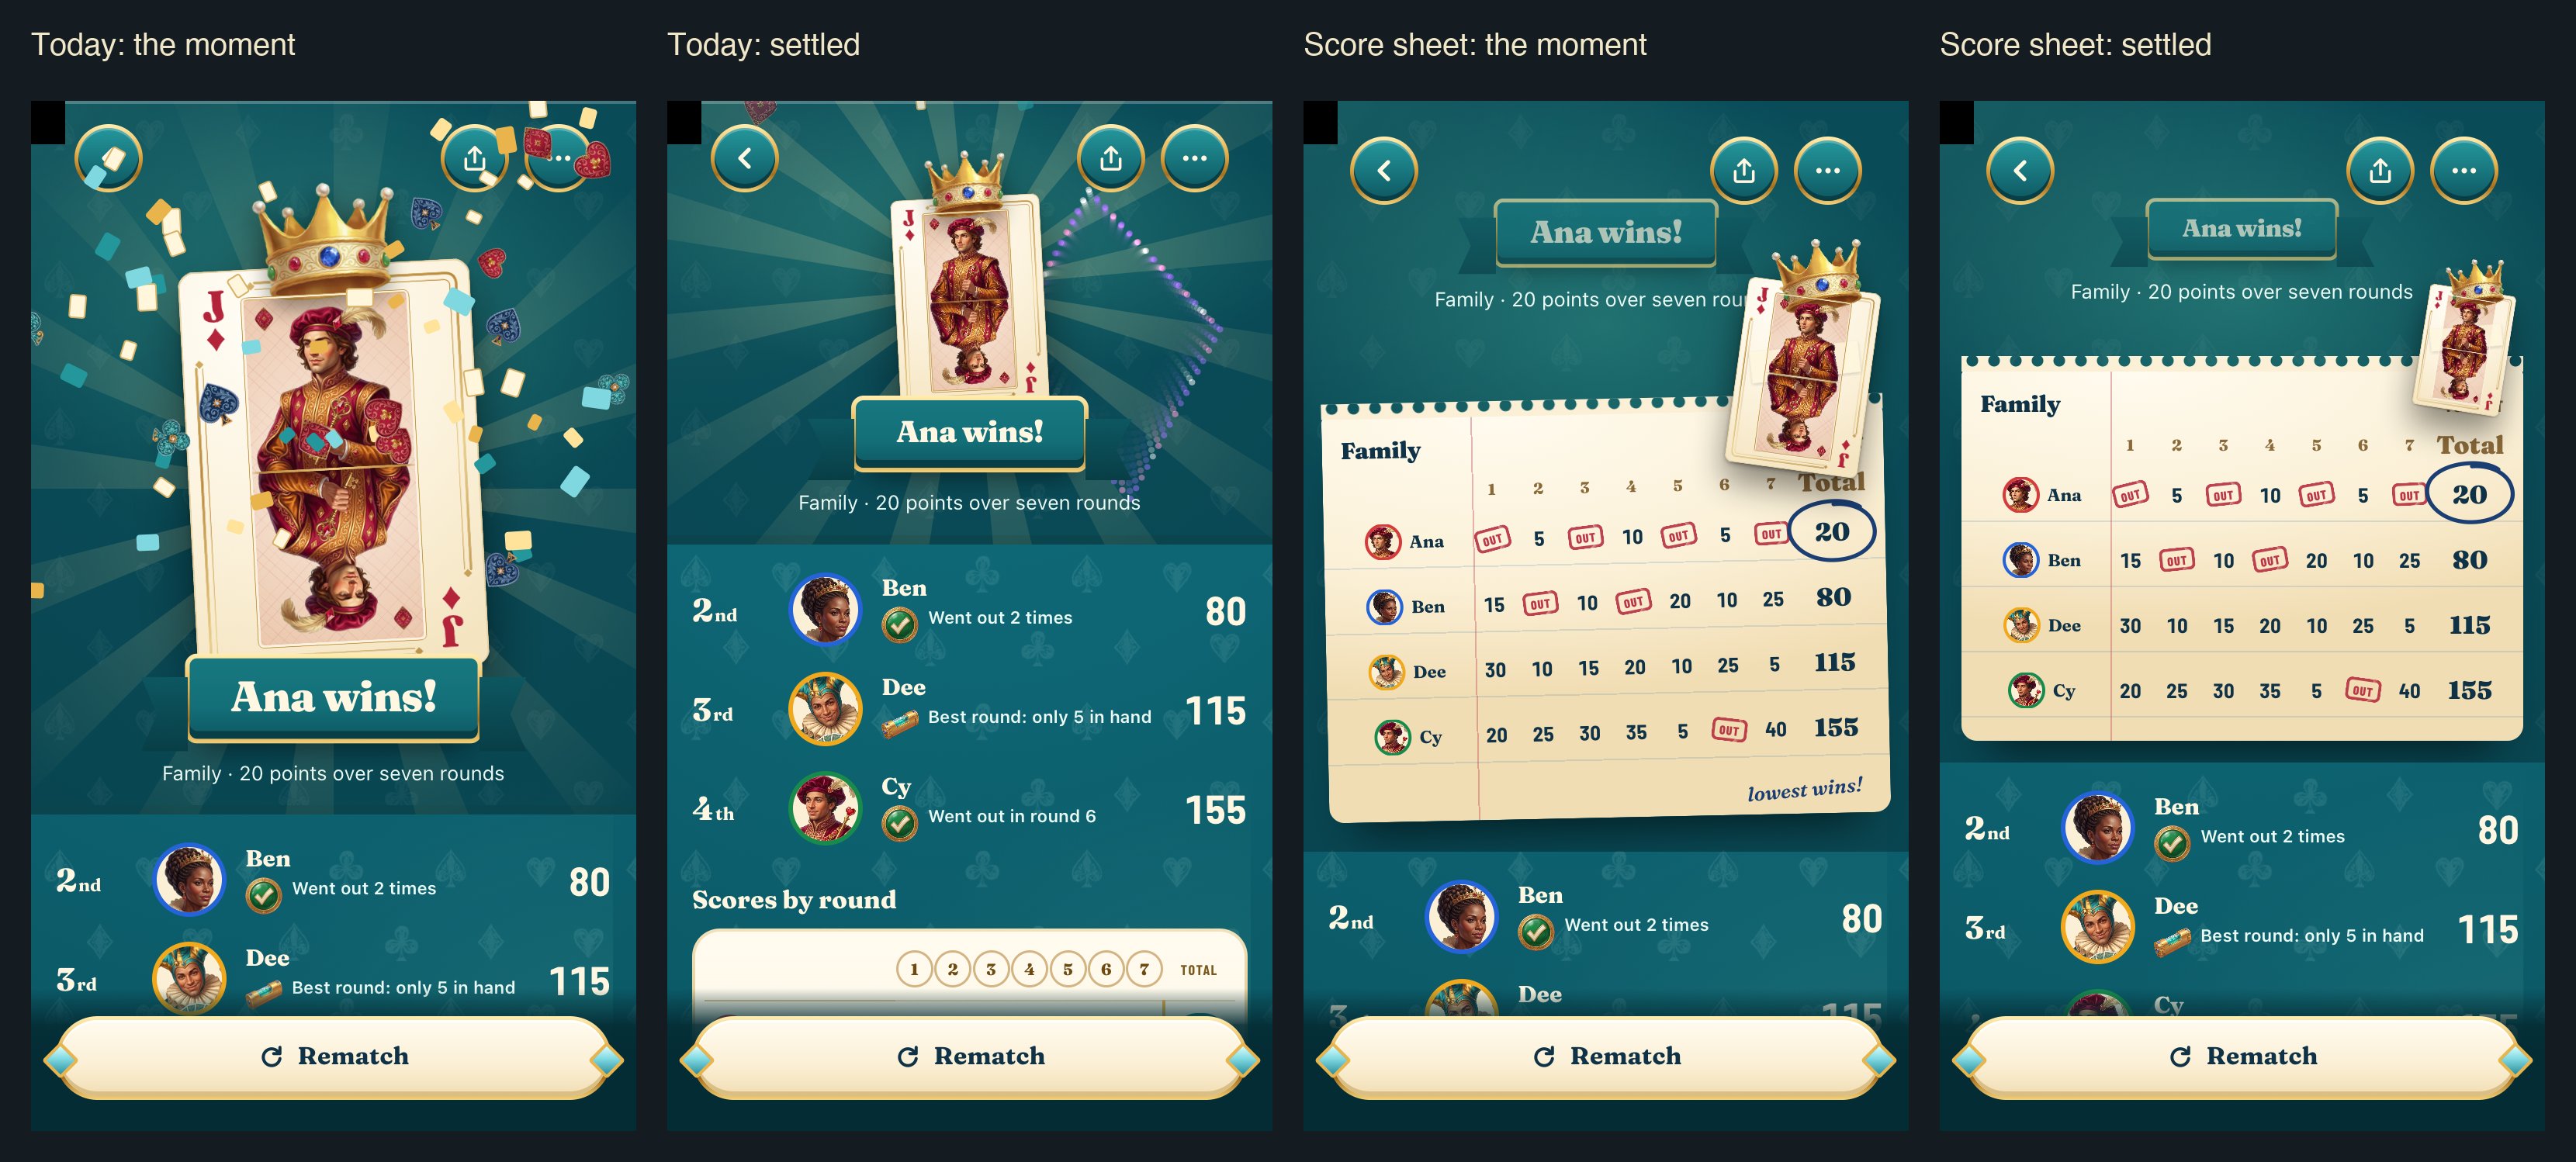 Today: the moment
J
J
Ana wins!
Family · 20 points over seven rounds
2nd
Ben
Went out 2 times
80
3rd
Dee
Best round: only 5 in hand
115
Rematch
Today: settled
J
J
Ana wins!
Family · 20 points over seven rounds
2nd
Ben
Went out 2 times
80
3rd
Dee
Best round: only 5 in hand
115
4th
Cy
Went out in round 6
155
Scores by round
1 2 3 4 5 6 7 TOTAL
Rematch
Score sheet: the moment
Ana wins!
Family · 20 points over seven
J
J
Family
1 2 3 4 5 6 7 Total
Ana OUT 5 OUT 10 OUT 5 OUT 20
Ben 15 OUT 10 OUT 20 10 25 80
Dee 30 10 15 20 10 25 5 115
Cy 20 25 30 35 5 OUT 40 155
lowest wins!
2nd
Ben
Went out 2 times
80
3
Dee
115
Rematch
Score sheet: settled
Ana wins!
Family · 20 points over seven rounds
J
J
Family
1 2 3 4 5 6 7 Total
Ana OUT 5 OUT 10 OUT 5 OUT 20
Ben 15 OUT 10 OUT 20 10 25 80
Dee 30 10 15 20 10 25 5 115
Cy 20 25 30 35 5 OUT 40 155
2nd
Ben
Went out 2 times
80
3rd
Dee
Best round: only 5 in hand
115
Cy
Rematch